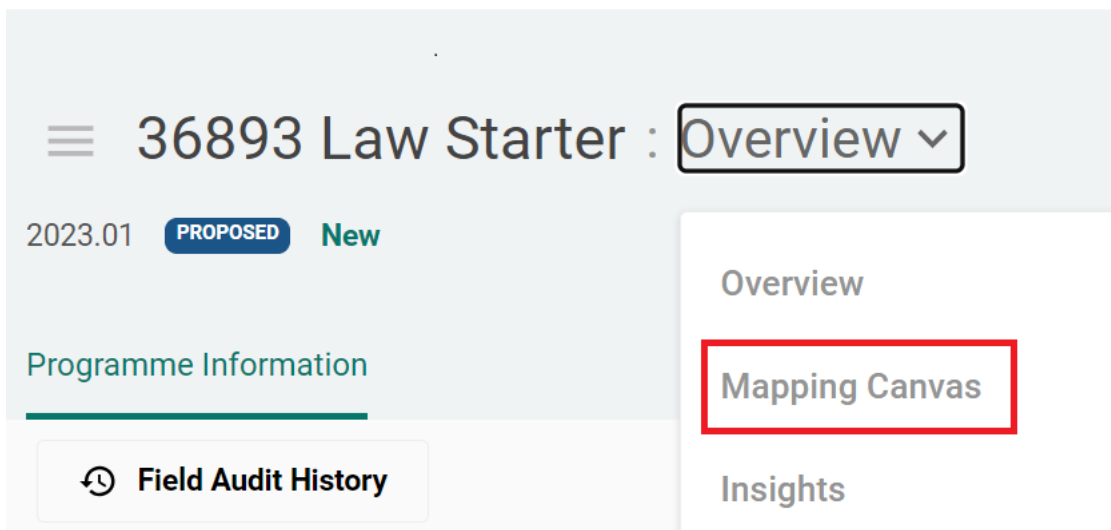 36893 Law Starter : Overview
2023.01 PROPOSED New
Overview
Programme Information
Mapping Canvas
Field Audit History
Insights